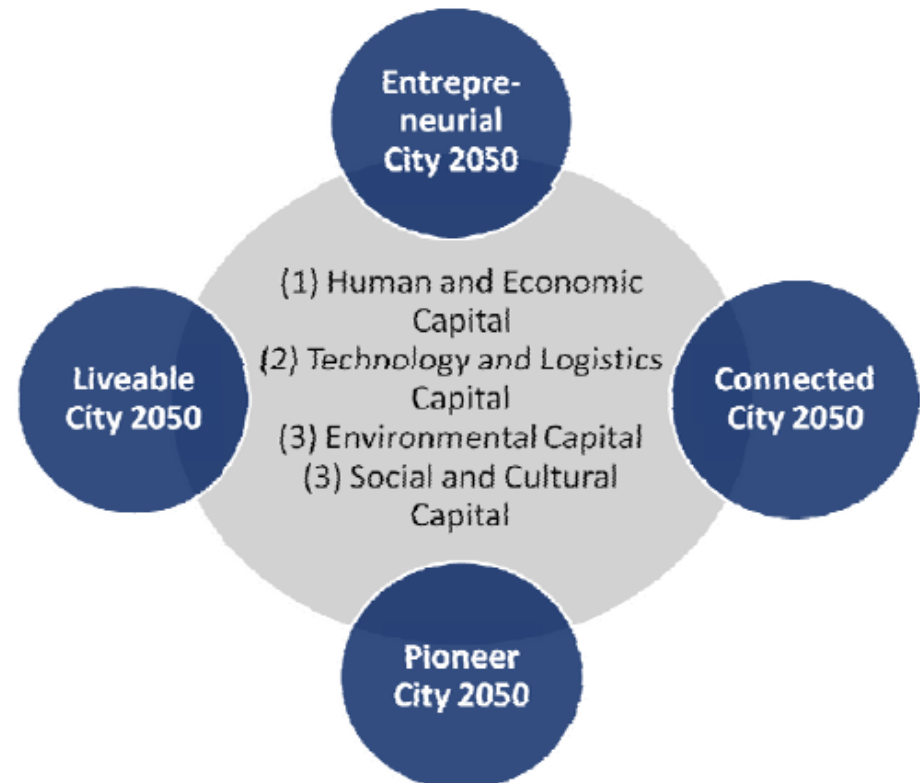 Entrepre-
neurial
City 2050
(1) Human and Economic
Capital
(2) Technology and Logistics
Capital
(3) Environmental Capital
(3) Social and Cultural
Capital
Liveable
City 2050
Connected
City 2050
Pioneer
City 2050